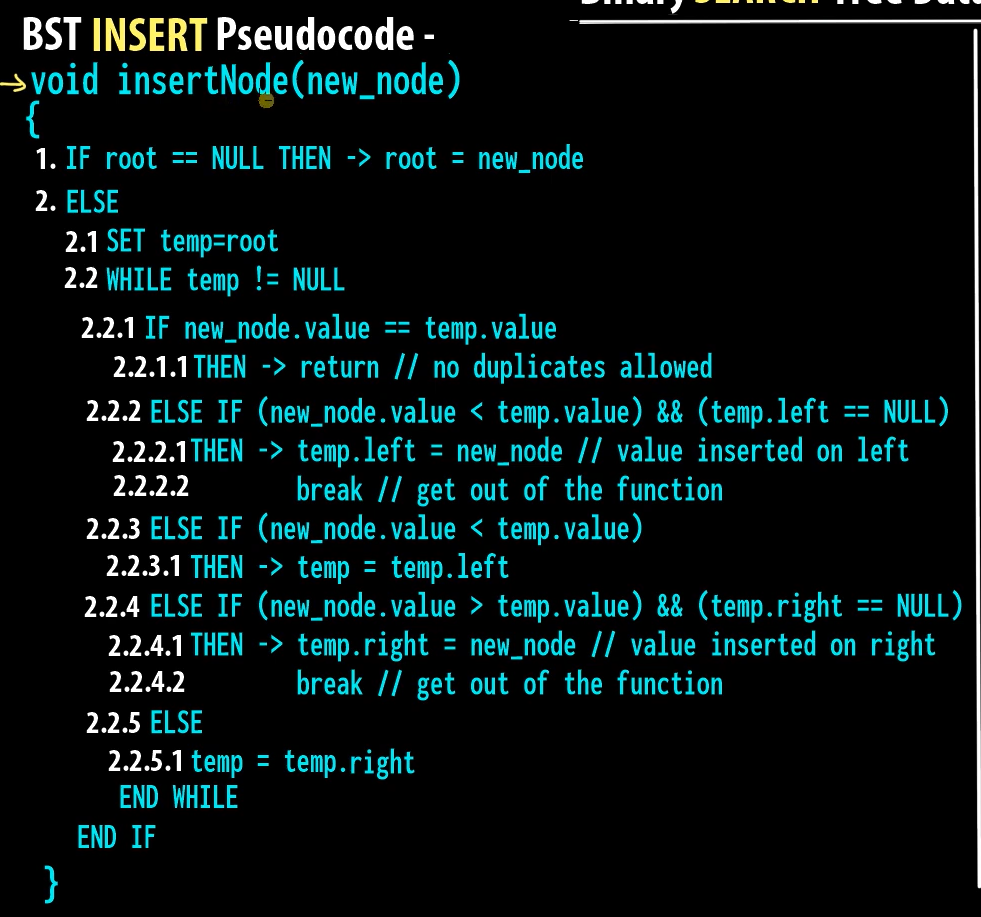 Binary SEARCH Tree Data
BST INSERT Pseudocode -
void insertNode(new_node)
{
1. IF root == NULL THEN -> root = new_node
2. ELSE
2.1 SET temp=root
2.2 WHILE temp != NULL
2.2.1 IF new_node.value == temp.value
2.2.1.1 THEN -> return // no duplicates allowed
2.2.2 ELSE IF (new_node.value < temp.value) && (temp.left == NULL)
2.2.2.1 THEN -> temp.left = new_node // value inserted on left
2.2.2.2 break // get out of the function
2.2.3 ELSE IF (new_node.value < temp.value)
2.2.3.1 THEN -> temp = temp.left
2.2.4 ELSE IF (new_node.value > temp.value) && (temp.right == NULL)
2.2.4.1 THEN -> temp.right = new_node // value inserted on right
2.2.4.2 break // get out of the function
2.2.5 ELSE
2.2.5.1 temp = temp.right
END WHILE
END IF
}